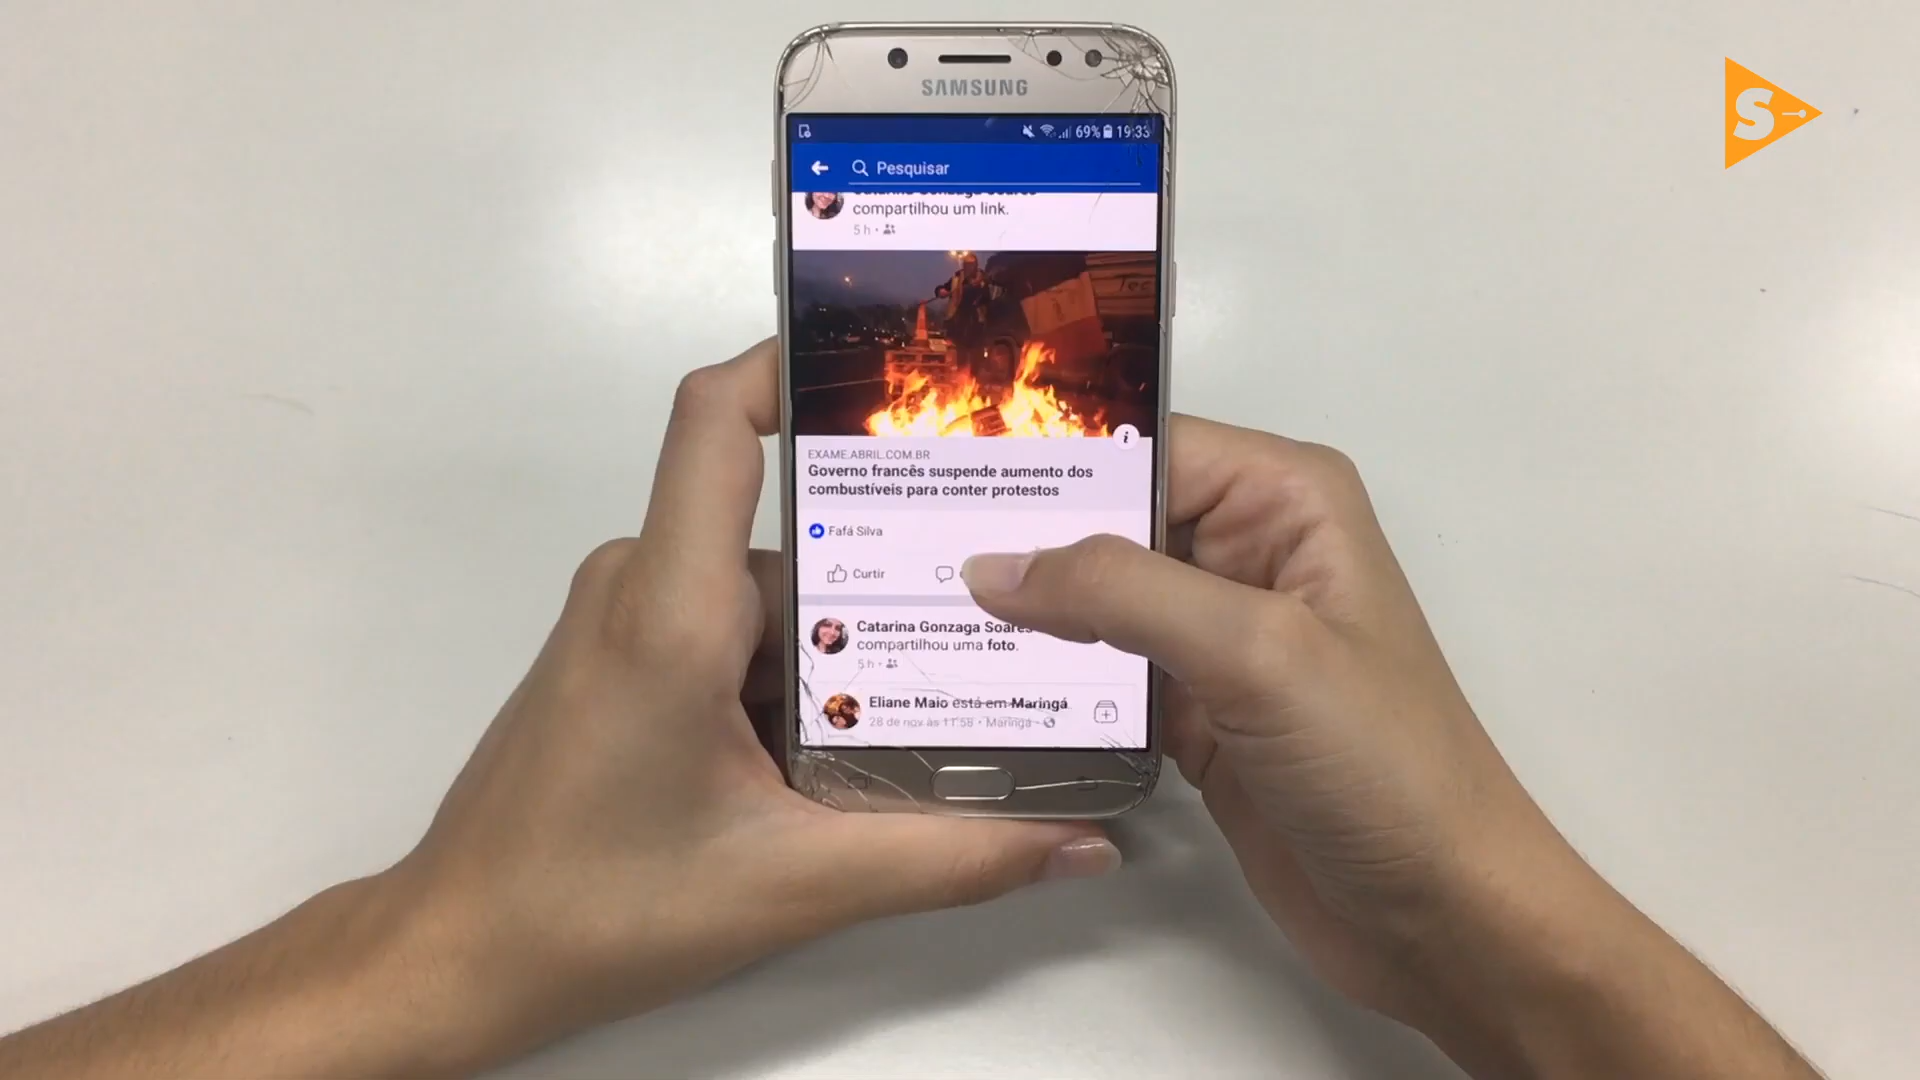 S
SAMSUNG
69% 19:33
Pesquisar
compartilhou um link.
5 h
EXAME.ABRIL.COM.BR
Governo francês suspende aumento dos
combustíveis para conter protestos
Fafá Silva
Curtir
Catarina Gonzaga Soares
compartilhou uma foto.
5 h
Eliane Maio está em Maringá
28 de nov às 11:58 • Maringá